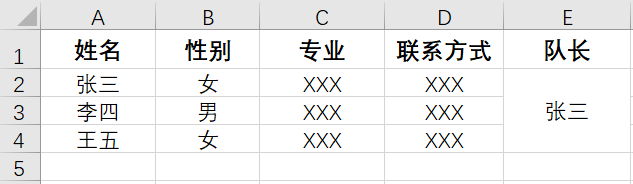 A B C D E
1 姓名 性别 专业 联系方式 队长
2 张三 女 XXX XXX
3 李四 男 XXX XXX 张三
4 王五 女 XXX XXX
5